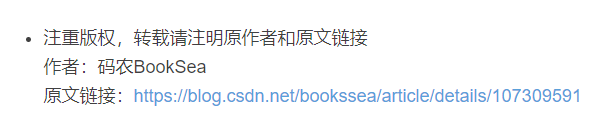 注重版权，转载请注明原作者和原文链接
作者：码农BookSea
原文链接：https://blog.csdn.net/bookssea/article/details/107309591